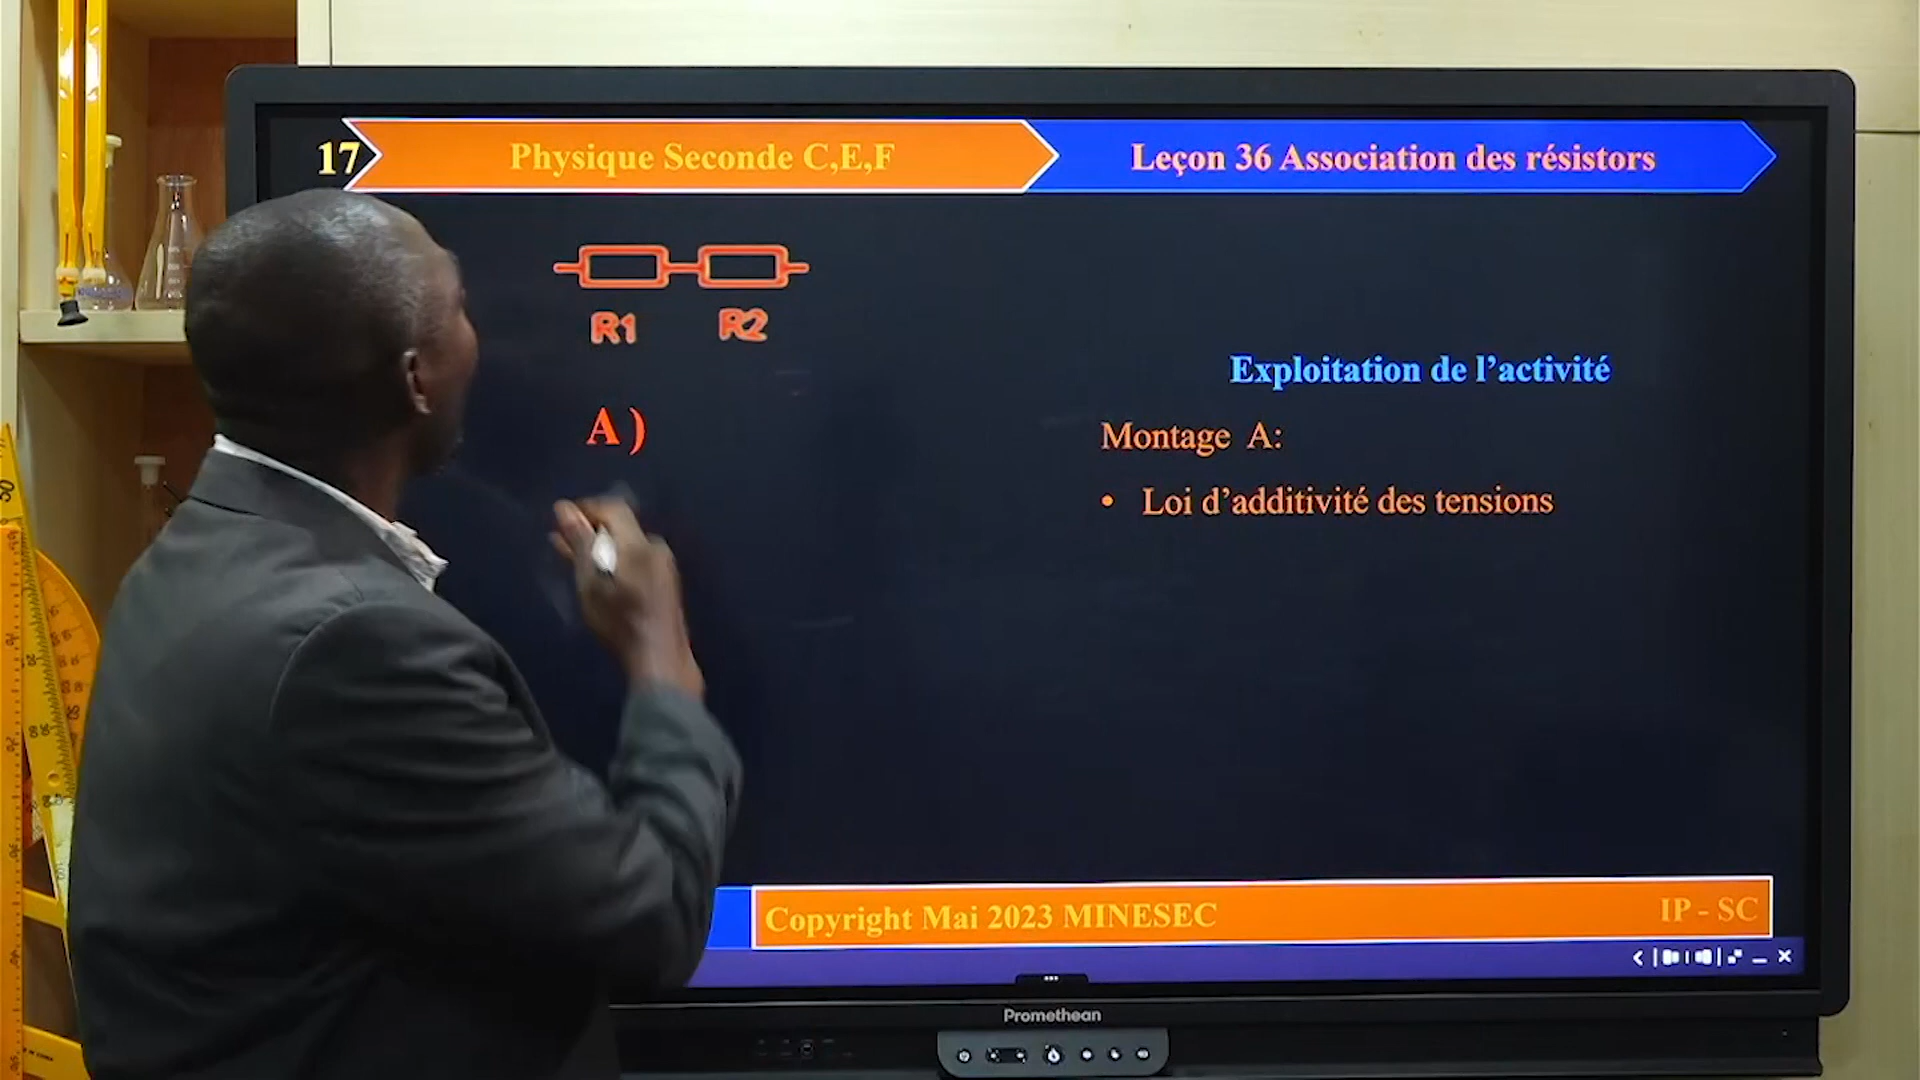 17
Physique Seconde C,E,F
Leçon 36 Association des résistors
R1
R2
A )
Exploitation de l’activité
Montage A:
• Loi d’additivité des tensions
Copyright Mai 2023 MINESEC
IP - SC
Promethean